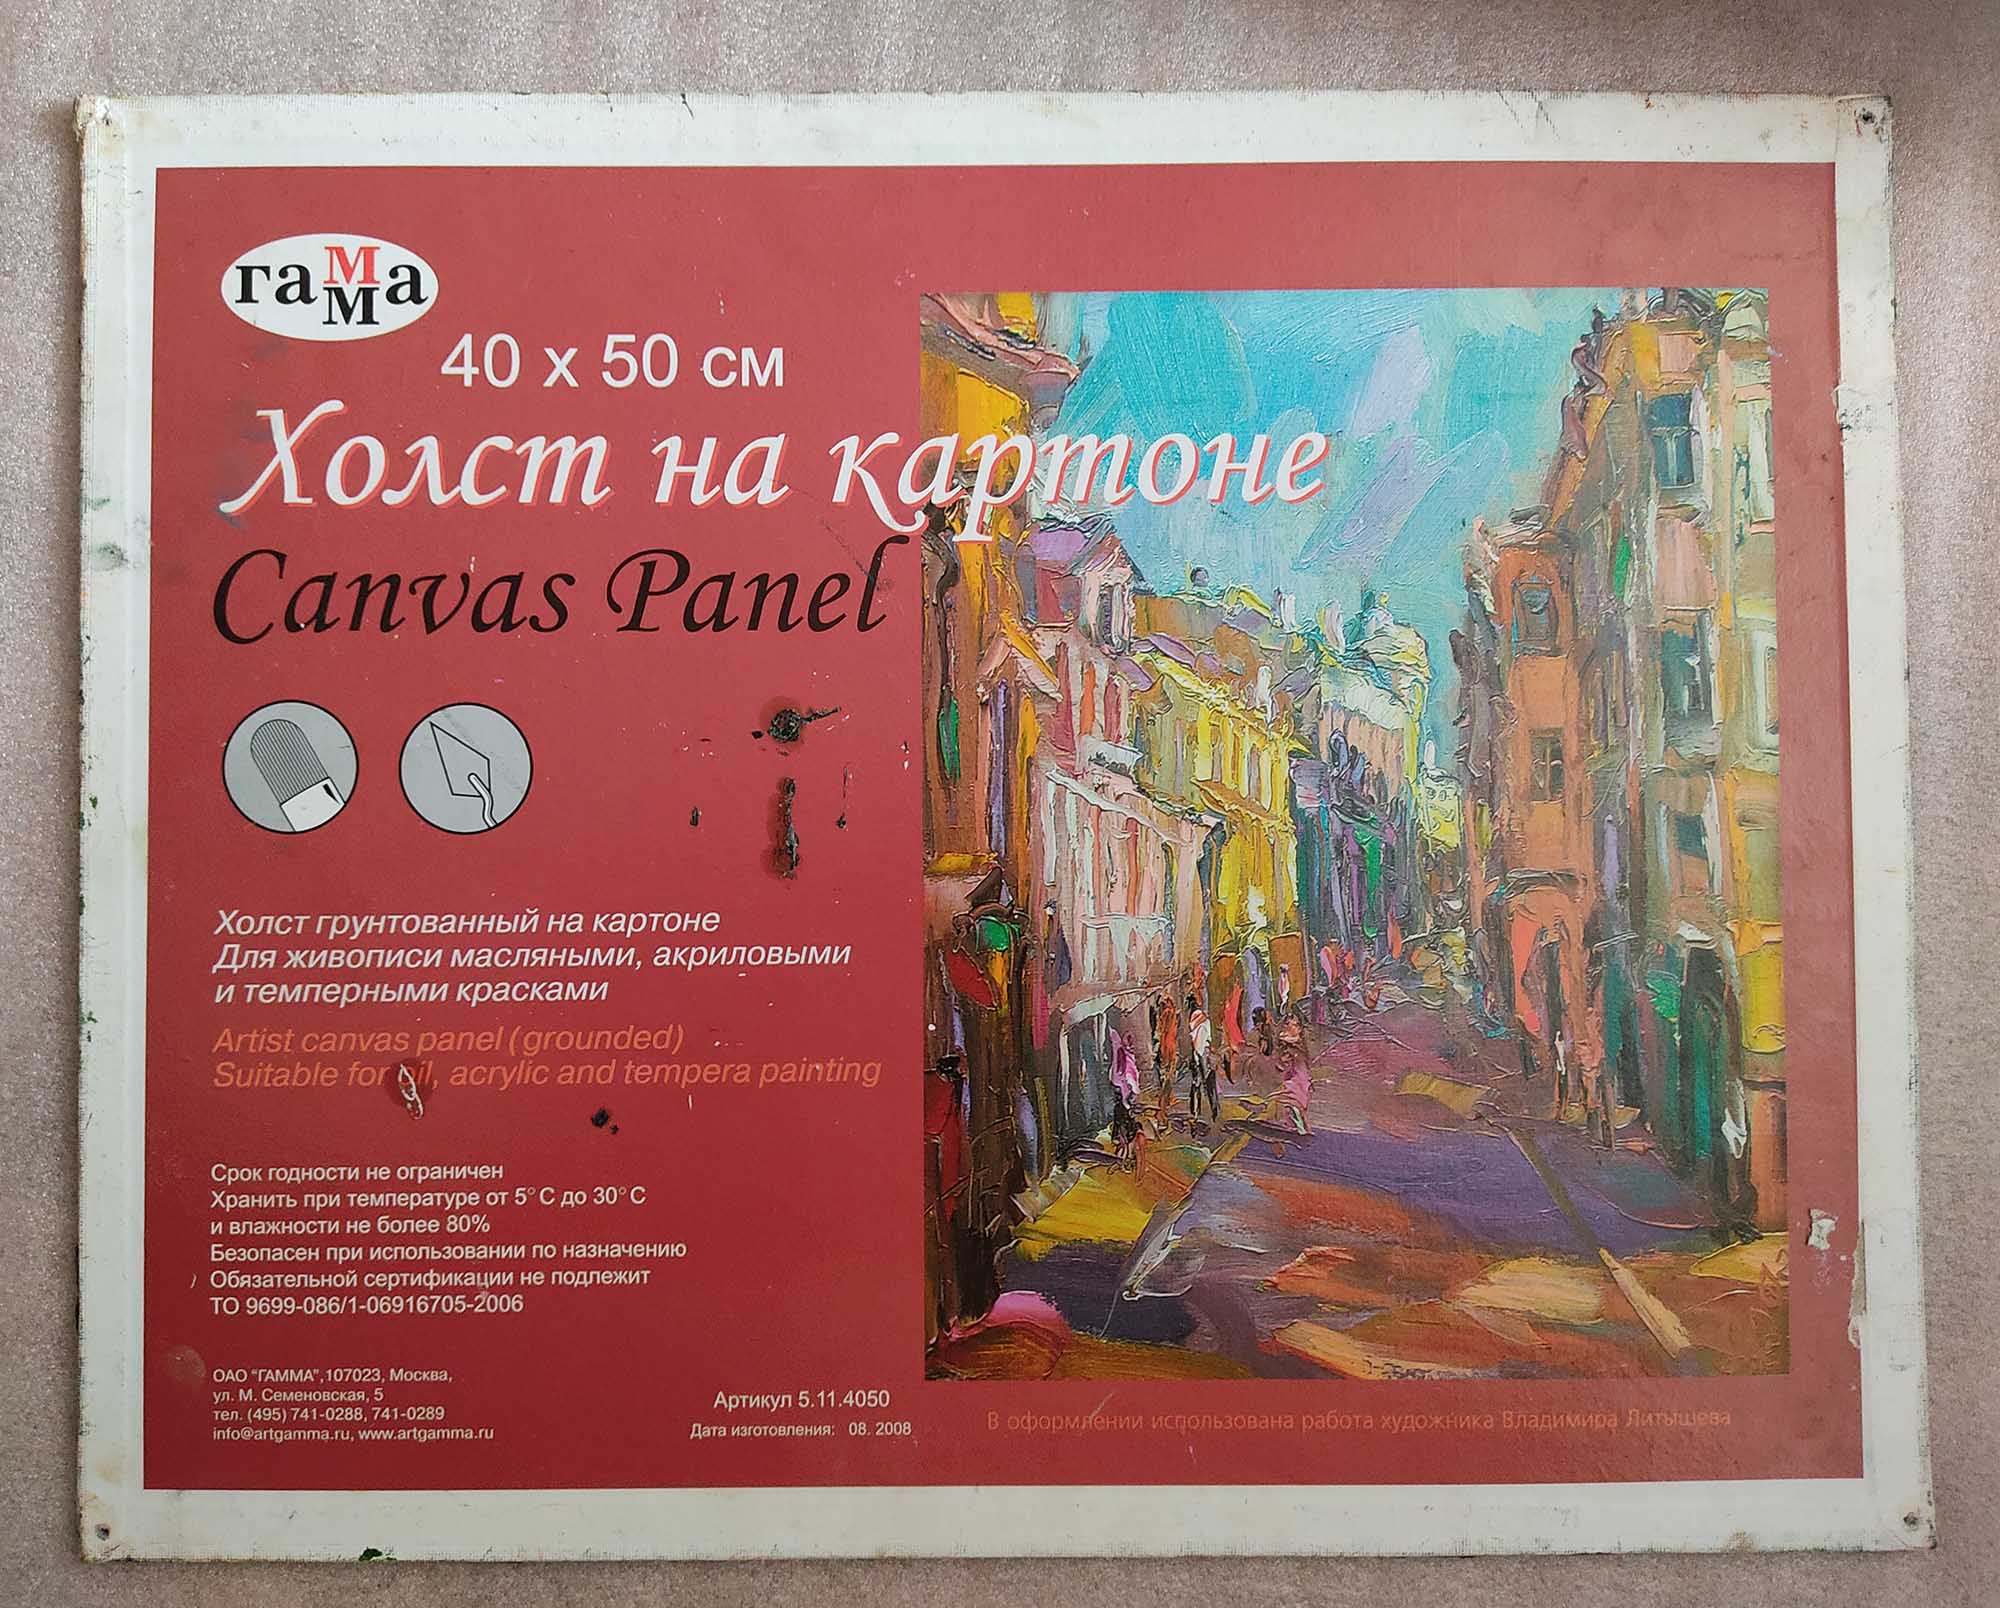 гамма
40 х 50 см
Холст на картоне
Canvas Panel
Холст грунтованный на картоне
Для живописи масляными, акриловыми
и темперными красками
Artist canvas panel (grounded)
Suitable for oil, acrylic and tempera painting
Срок годности не ограничен
Хранить при температуре от 5°С до 30°С
и влажности не более 80%
Безопасен при использовании по назначению
Обязательной сертификации не подлежит
ТО 9699-086/1-06916705-2006
ОАО "ГАММА",107023, Москва,
ул. М. Семеновская, 5
тел. (495) 741-0288, 741-0289
info@artgamma.ru, www.artgamma.ru
Артикул 5.11.4050
Дата изготовления: 08. 2008
В оформлении использована работа художника Владимира Литышева